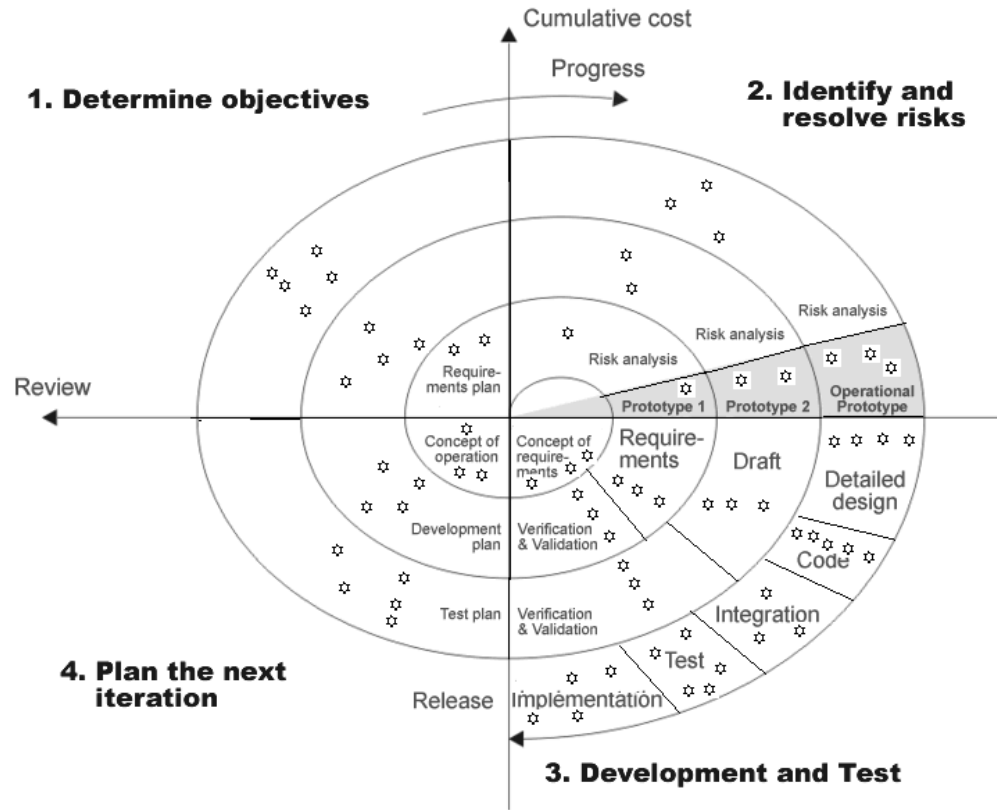 Cumulative cost
Progress
1. Determine objectives
2. Identify and
resolve risks
Risk analysis
Risk analysis
Risk analysis
Require-
ments plan
Review
Prototype 1
Prototype 2
Operational
Prototype
Concept of
operation
Concept of
require-
ments
Require-
ments
Draft
Detailed
design
Development
plan
Verification
& Validation
Code
Test plan
Verification
& Validation
Integration
Test
4. Plan the next
iteration
Release
Implementation
3. Development and Test